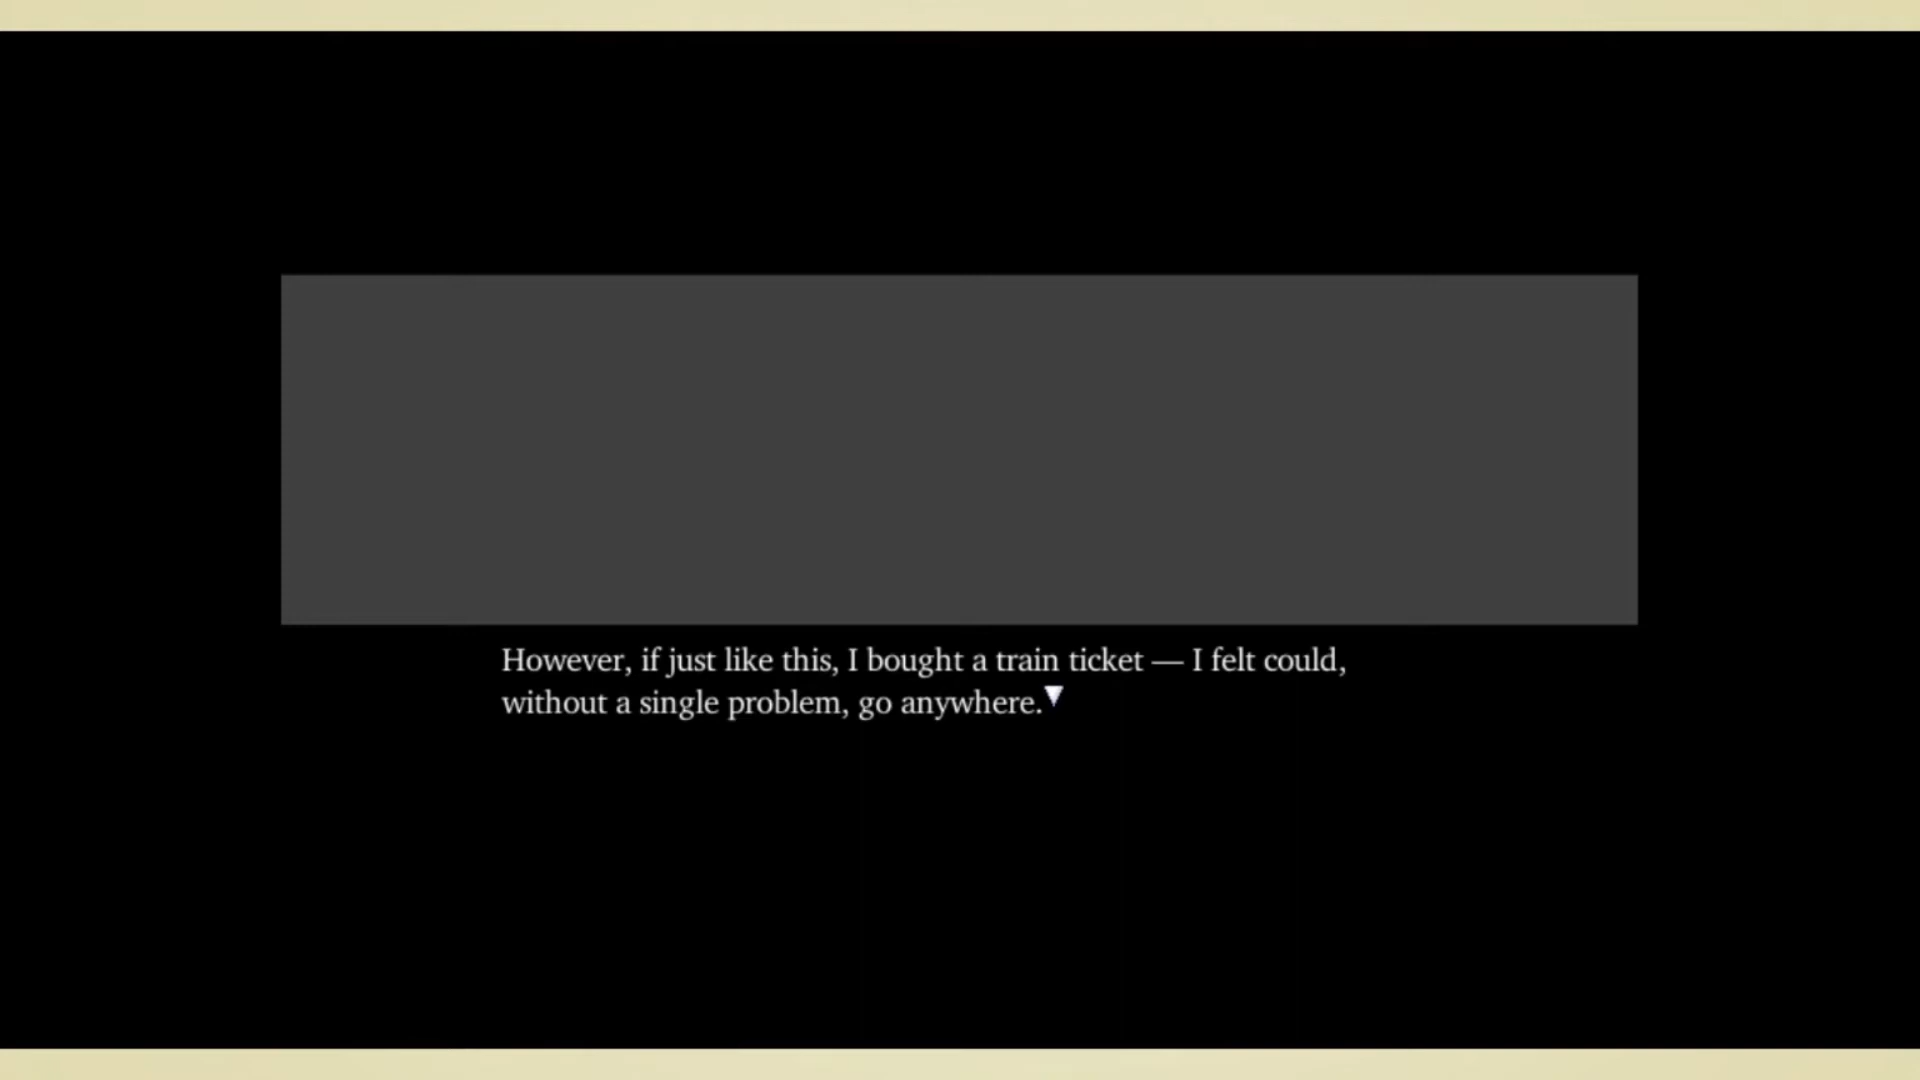 However, if just like this, I bought a train ticket — I felt could,
without a single problem, go anywhere.